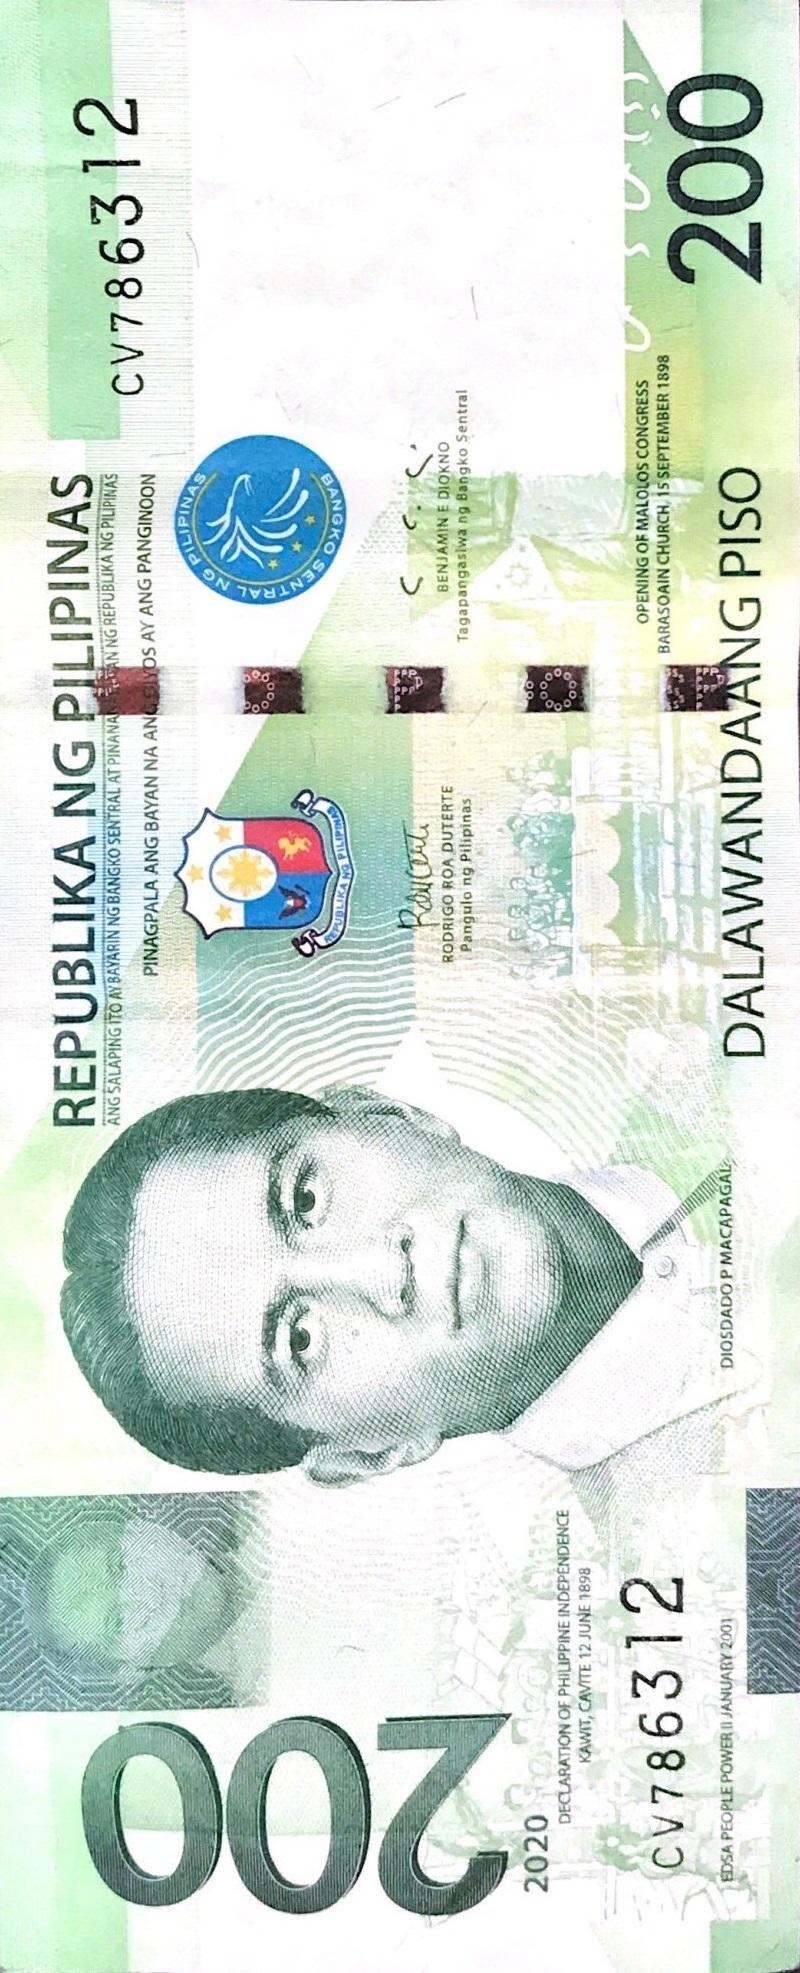 REPUBLIKA NG PILIPINAS
ANG SALAPING ITO AY BAYARIN NG BANGKO SENTRAL AT PINANANAGUTAN NG REPUBLIKA NG PILIPINAS
PINAGPALA ANG BAYAN NA ANG DIYOS AY ANG PANGINOON
CV786312
BANGKO SENTRAL NG PILIPINAS
REPUBLIKA NG PILIPINAS
RODRIGO ROA DUTERTE
Pangulo ng Pilipinas
BENJAMIN E DIOKNO
Tagapangasiwa ng Bangko Sentral
OPENING OF MALOLOS CONGRESS
BARASOAIN CHURCH, 15 SEPTEMBER 1898
200
DALAWANDAANG PISO
DIOSDADO P MACAPAGAL
200
2020
DECLARATION OF PHILIPPINE INDEPENDENCE
KAWIT, CAVITE 12 JUNE 1898
CV786312
EDSA PEOPLE POWER II JANUARY 2001